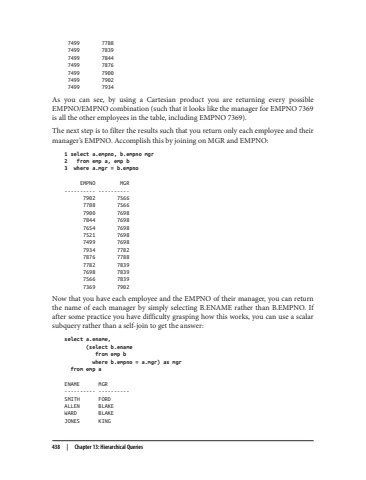 7499 7788
7499 7839
7499 7844
7499 7876
7499 7900
7499 7902
7499 7934
As you can see, by using a Cartesian product you are returning every possible
EMPNO/EMPNO combination (such that it looks like the manager for EMPNO 7369
is all the other employees in the table, including EMPNO 7369).
The next step is to filter the results such that you return only each employee and their
manager's EMPNO. Accomplish this by joining on MGR and EMPNO:
1 select a.empno, b.empno mgr
2 from emp a, emp b
3 where a.mgr = b.empno
EMPNO MGR
---------- ----------
7902 7566
7788 7566
7900 7698
7844 7698
7654 7698
7521 7698
7499 7698
7934 7782
7876 7788
7782 7839
7698 7839
7566 7839
7369 7902
Now that you have each employee and the EMPNO of their manager, you can return
the name of each manager by simply selecting B.ENAME rather than B.EMPNO. If
after some practice you have difficulty grasping how this works, you can use a scalar
subquery rather than a self-join to get the answer:
select a.ename,
(select b.ename
from emp b
where b.empno = a.mgr) as mgr
from emp a
ENAME MGR
---------- ----------
SMITH FORD
ALLEN BLAKE
WARD BLAKE
JONES KING
438 | Chapter 13: Hierarchical Queries